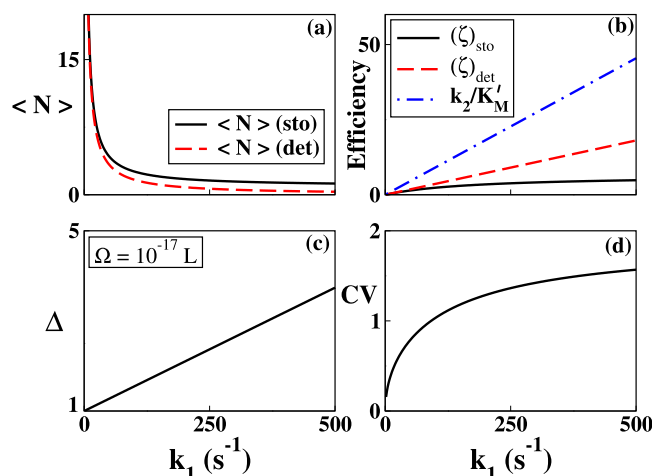 (a)
15
< N >
< N > (sto)
< N > (det)
0
(b)
50
Efficiency
(ζ)sto
(ζ)det
k2/K'M
0
(c)
5
Ω = 10^-17 L
Δ
1
0 250 500
k1 (s^-1)
(d)
2
CV
1
0
0 250 500
k1 (s^-1)